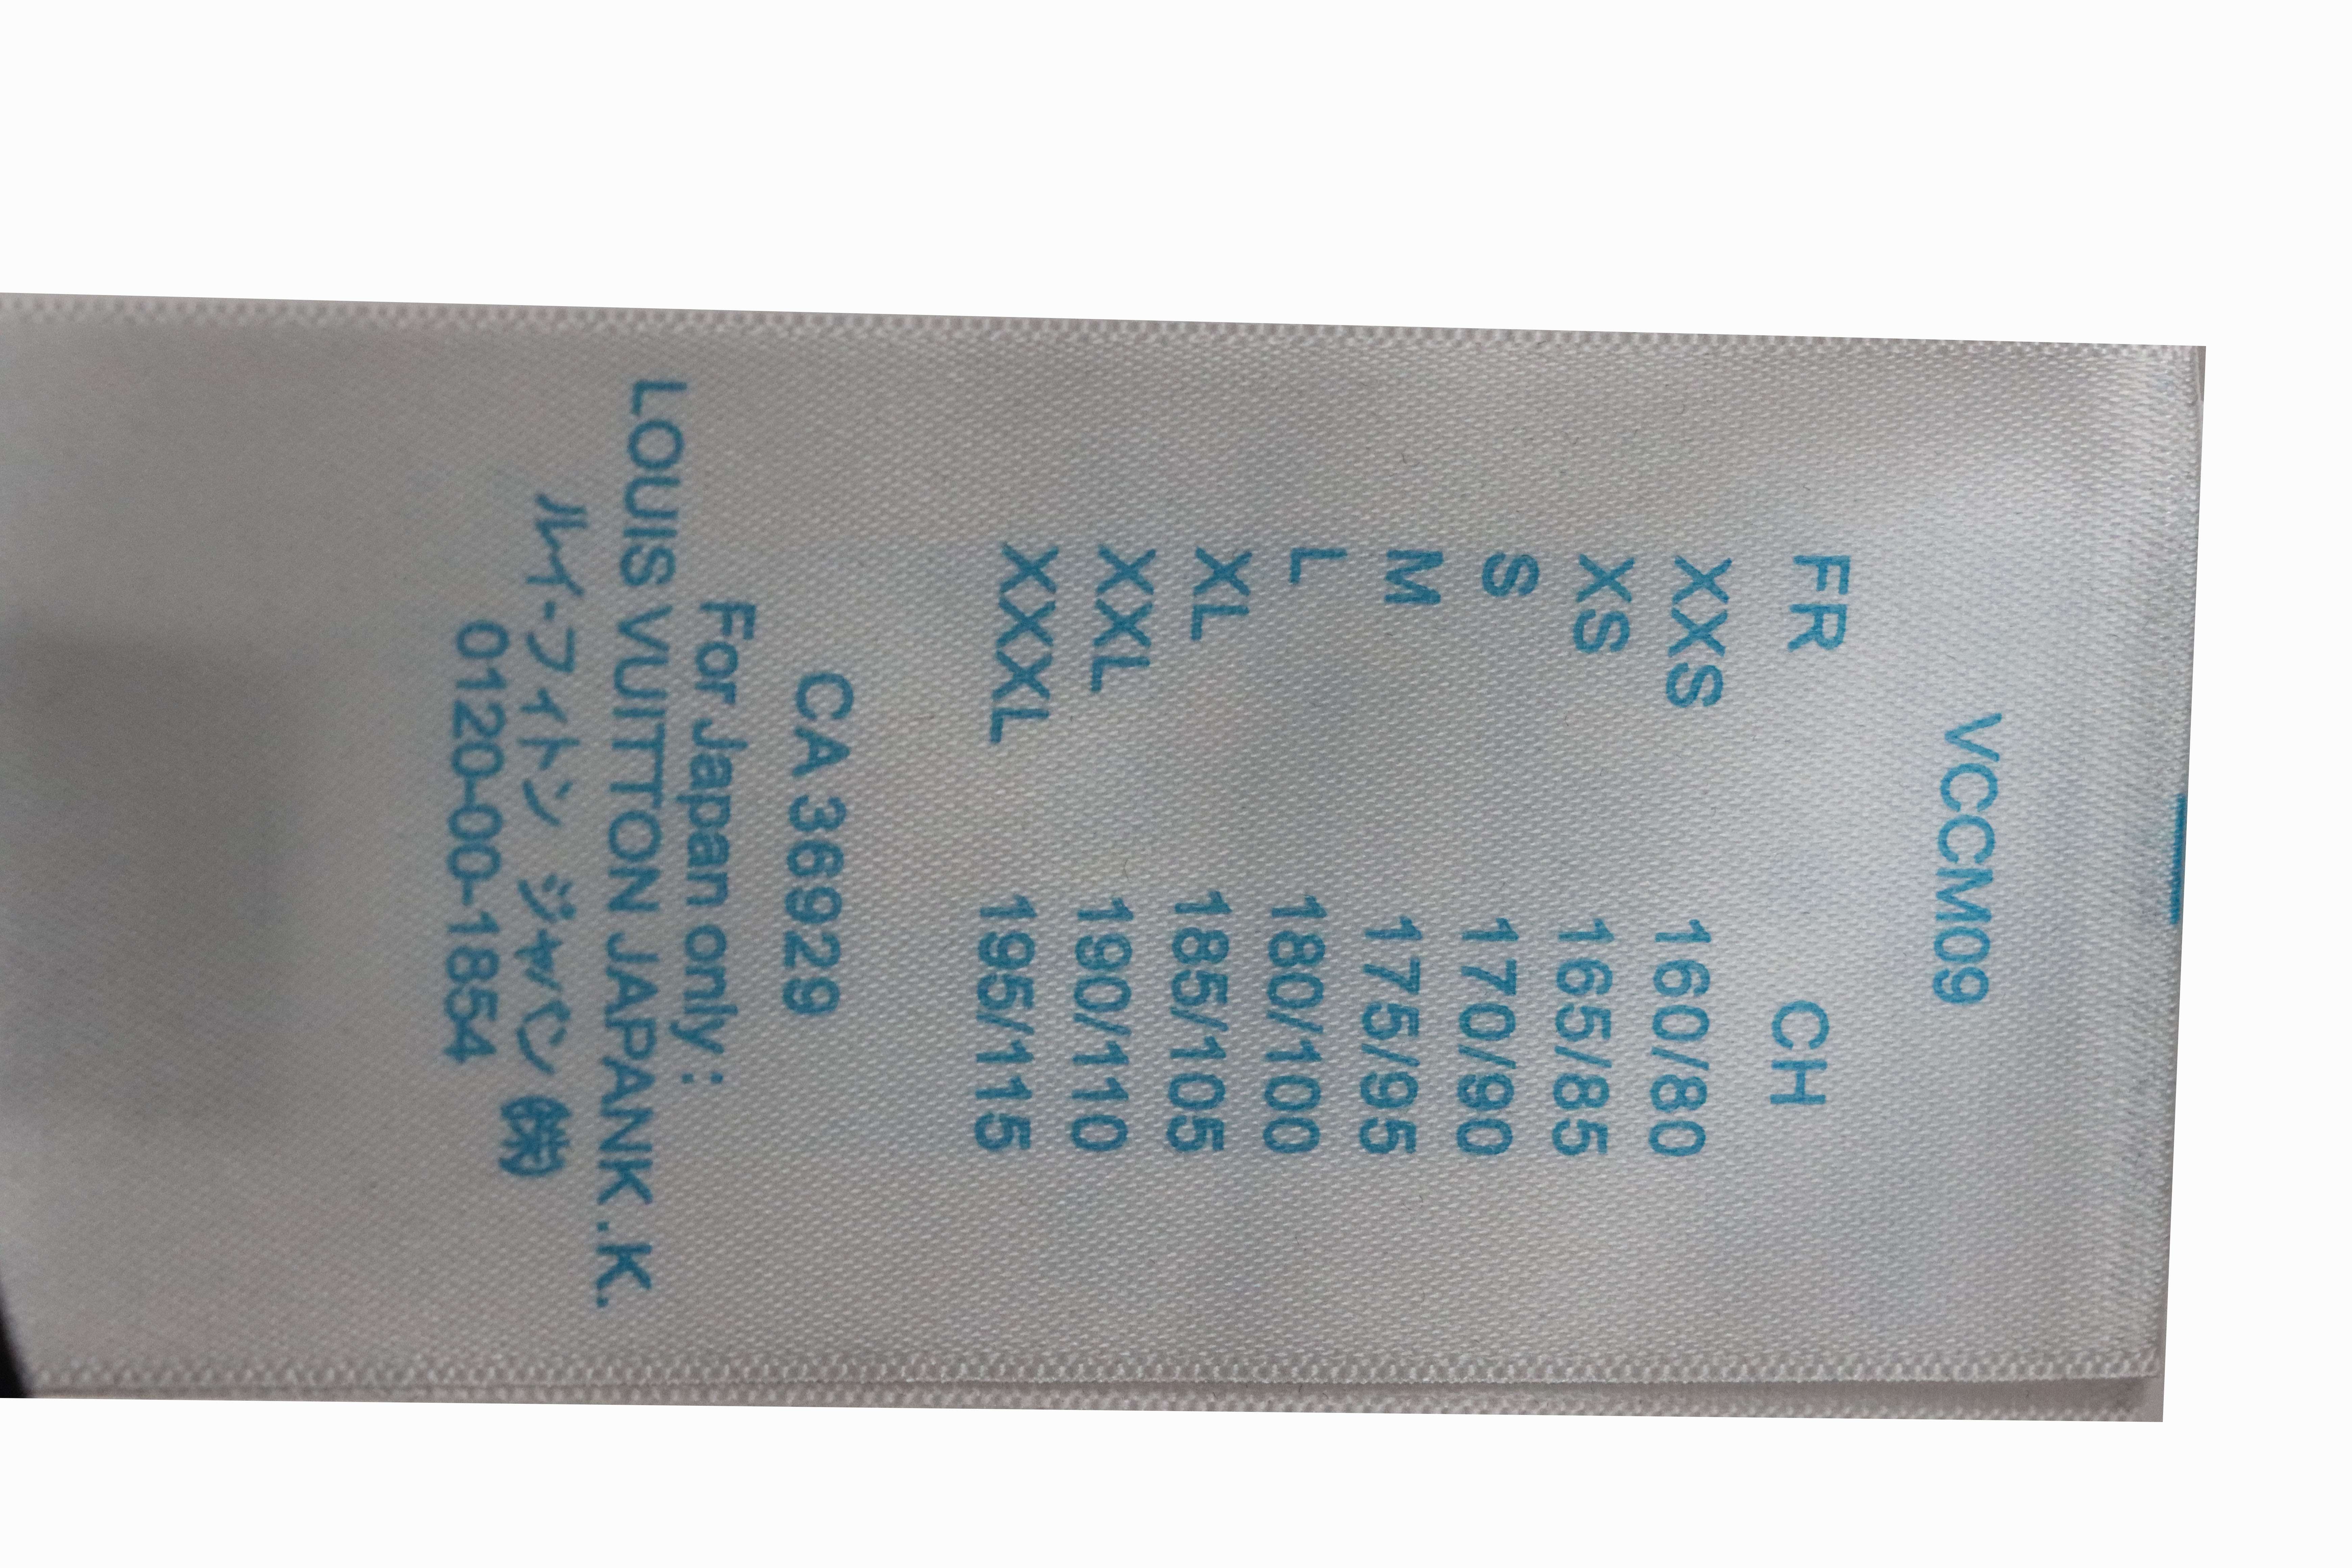 VCCM09
FR CH
XXS 160/80
XS 165/85
S 170/90
M 175/95
L 180/100
XL 185/105
XXL 190/110
XXXL 195/115
CA 36929
For Japan only :
LOUIS VUITTON JAPANK .K.
ルイ・フィトン ジャパン (株)
0120-00-1854